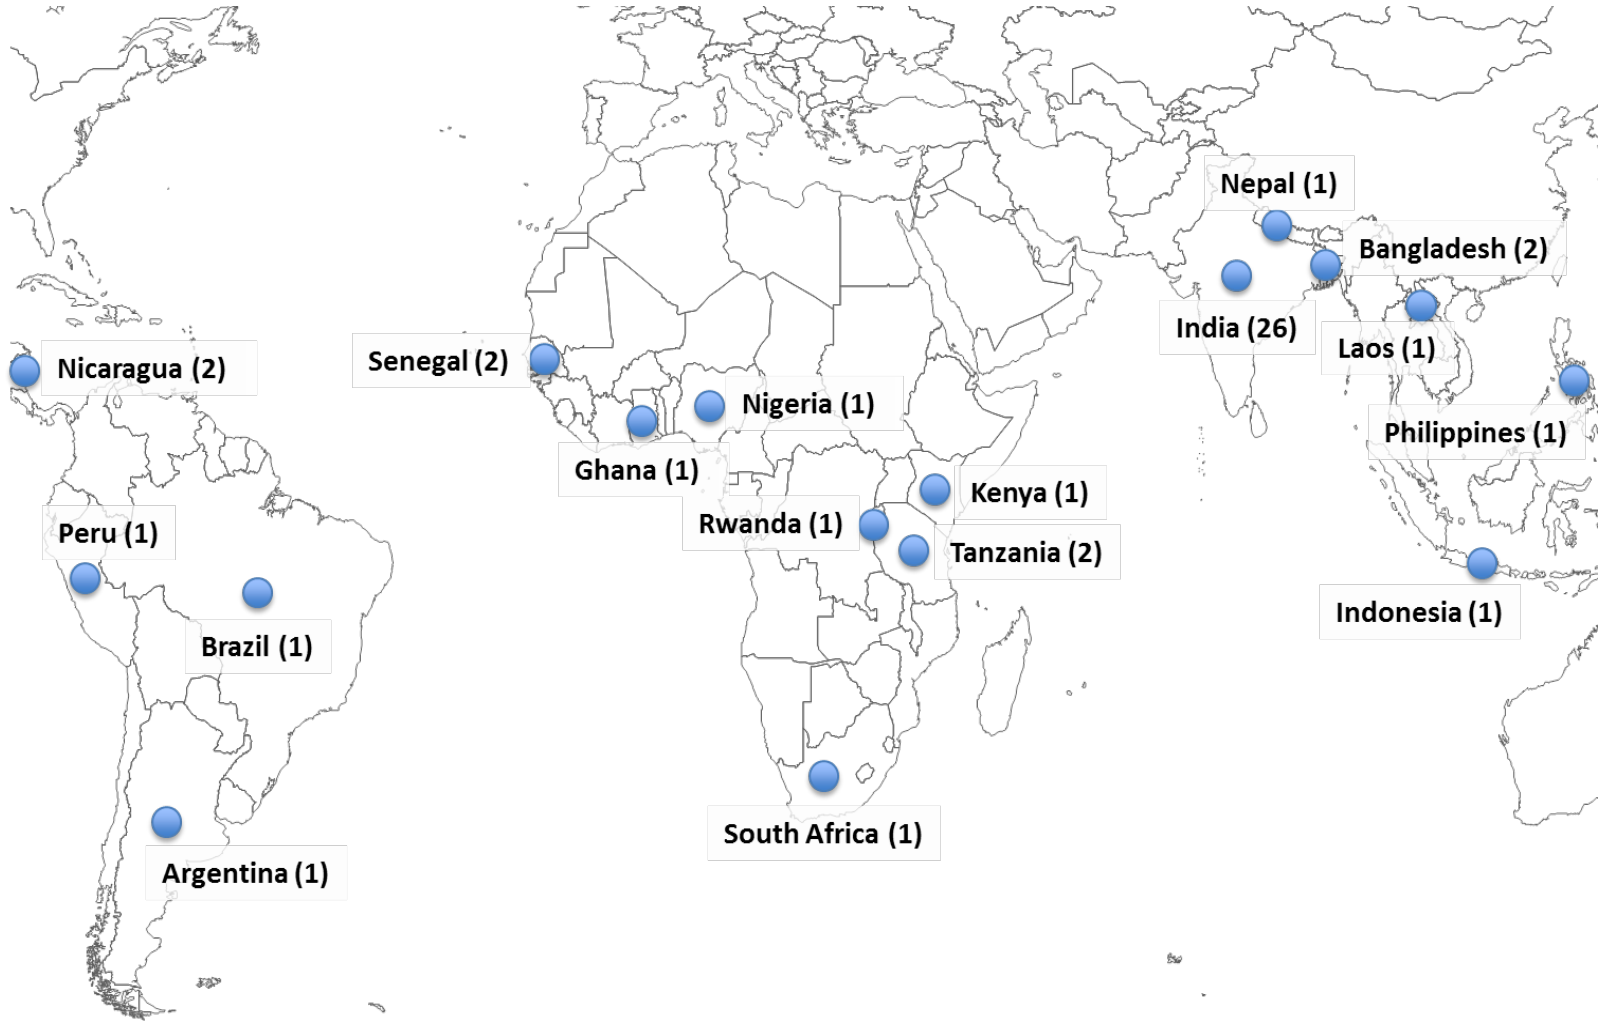 Nepal (1)
Bangladesh (2)
India (26)
Laos (1)
Nicaragua (2)
Senegal (2)
Nigeria (1)
Philippines (1)
Ghana (1)
Kenya (1)
Rwanda (1)
Peru (1)
Tanzania (2)
Indonesia (1)
Brazil (1)
South Africa (1)
Argentina (1)